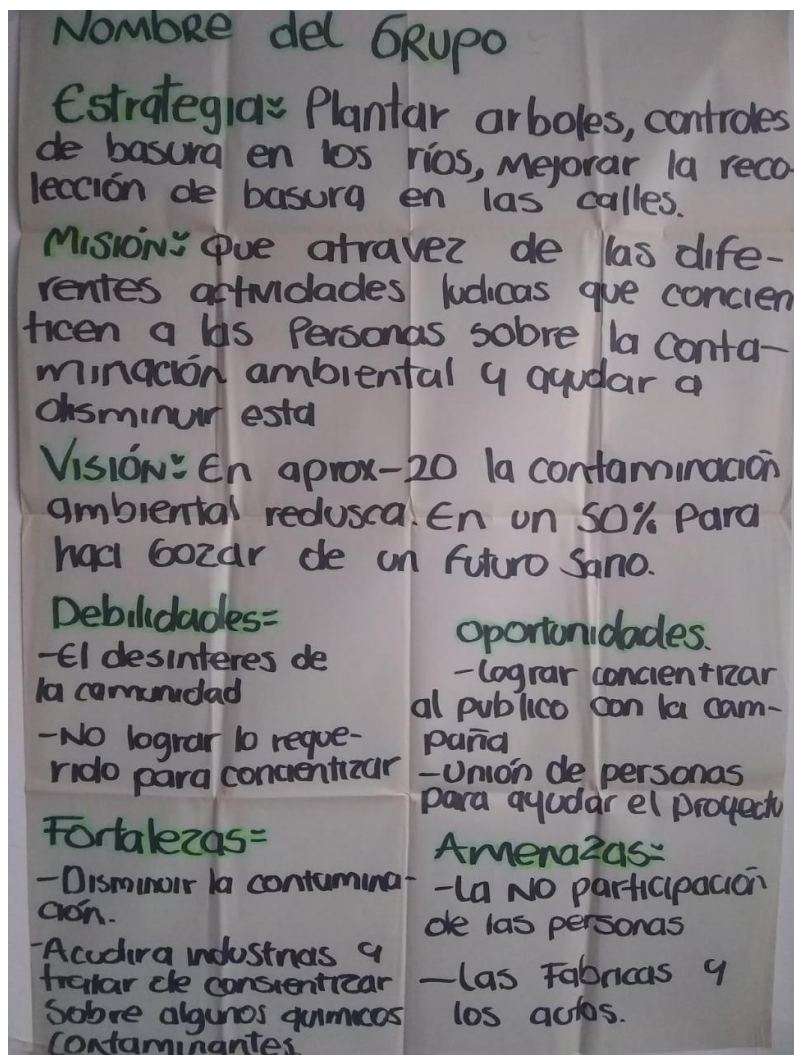 NOMBRE del GRUPO
Estrategia: Plantar arboles, controles
de basura en los ríos, Mejorar la reco-
lección de basura en las calles.
MISIÓN: Que atravez de las dife-
rentes actividades ludicas que concien
ticen a las Personas sobre la conta-
minación ambiental y ayudar a
disminuir esta
VISIÓN: En aprox-20 la contaminación
ambiental redusca. En un 50% Para
haci Gozar de un Futuro Sano.
Debilidades=
-El desinteres de
la comunidad
-No lograr lo reque-
rido para concientizar
Oportunidades.
-Lograr concientizar
al publico con la cam-
paña
-Unión de personas
para ayudar el proyecto
Fortalezas=
-Disminuir la contamina-
ción.
-Acudira industrias y
tratar de consientizar
Sobre algunos quimicos
contaminantes
Amenazas=
-La NO participación
de las personas
-Las Fabricas y
los autos.